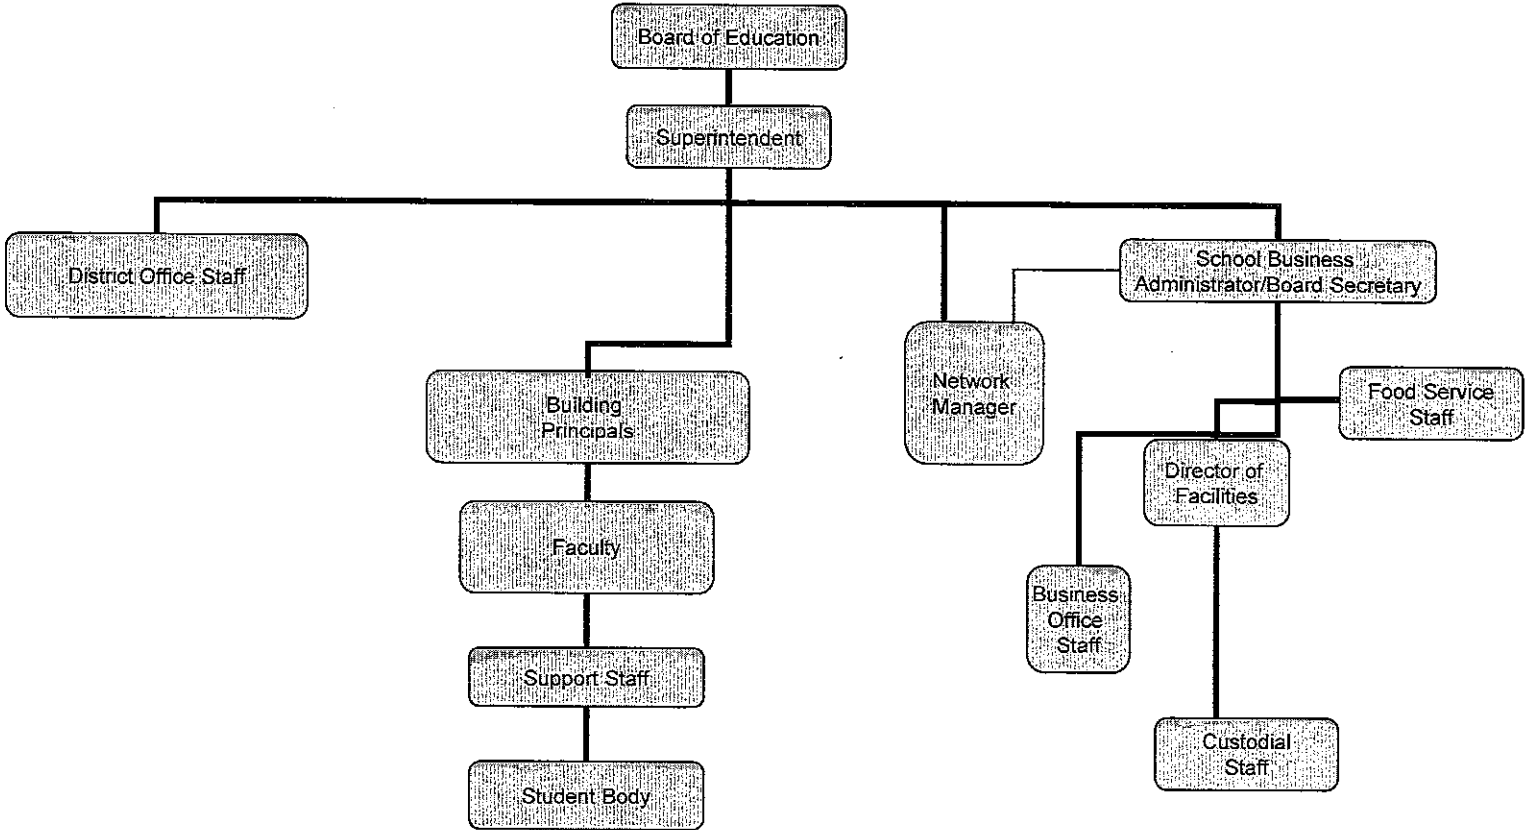 Board of Education
Superintendent
District Office Staff
School Business
Administrator/Board Secretary
Network
Manager
Building
Principals
Food Service
Staff
Director of
Facilities
Faculty
Business
Office
Staff
Support Staff
Custodial
Staff
Student Body